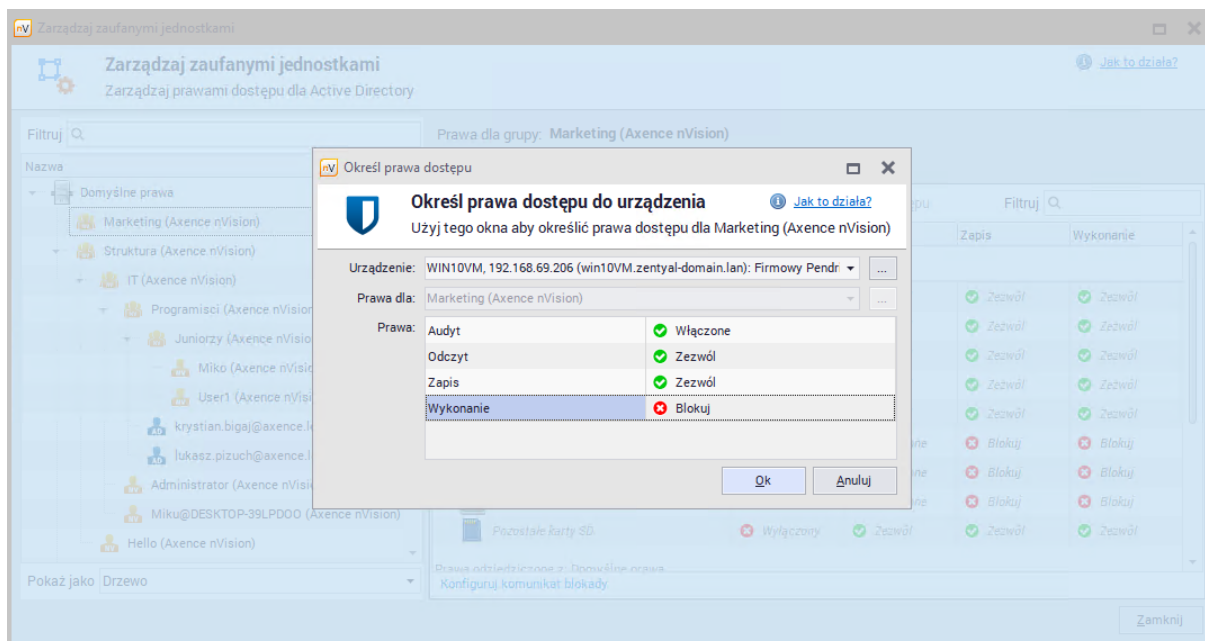 Zarządzaj zaufanymi jednostkami
Zarządzaj zaufanymi jednostkami
Jak to działa?
Zarządzaj prawami dostępu dla Active Directory
Filtruj
Prawa dla grupy: Marketing (Axence nVision)
Nazwa
Domyślne prawa
Marketing (Axence nVision)
Struktura (Axence nVision)
IT (Axence nVision)
Programisci (Axence nVision
Juniorzy (Axence nVisio
Miko (Axence nVisio
User1 (Axence nVisi
krystian.bigaj@axence.l
lukasz.pizuch@axence.l
Administrator (Axence nVisi
Miku@DESKTOP-39LPDOO (Axence nVision)
Hello (Axence nVision)
Pokaż jako Drzewo
Określ prawa dostępu
Określ prawa dostępu do urządzenia
Jak to działa?
Użyj tego okna aby określić prawa dostępu dla Marketing (Axence nVision)
Urządzenie: WIN10VM, 192.168.69.206 (win10VM.zentyal-domain.lan): Firmowy Pendr ...
Prawa dla: Marketing (Axence nVision) ...
Prawa:
Audyt Włączone
Odczyt Zezwól
Zapis Zezwól
Wykonanie Blokuj
Ok Anuluj
Filtruj
Zapis Wykonanie
Zezwól Zezwól
Zezwól Zezwól
Zezwól Zezwól
Zezwól Zezwól
Zezwól Zezwól
Blokuj Blokuj
Blokuj Blokuj
Blokuj Blokuj
Pozostałe karty SD Wyłączony Zezwól Zezwól Zezwól
Prawa odziedziczone z: Domyślne prawa
Konfiguruj komunikat blokady
Zamknij